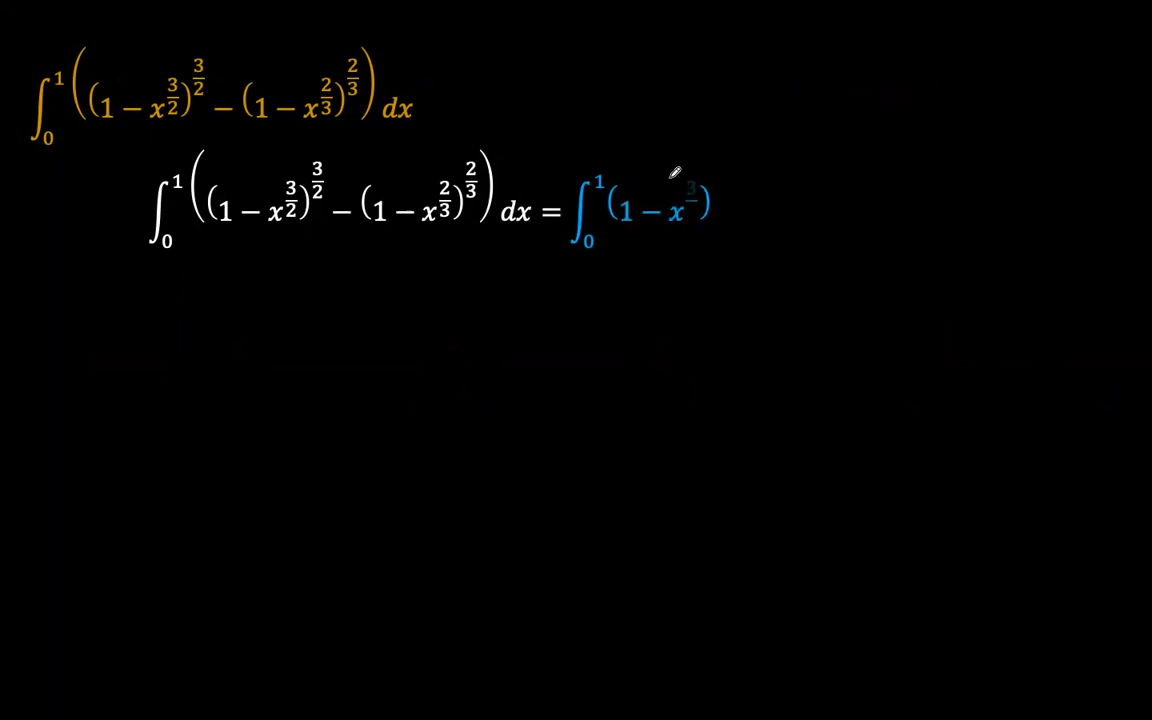 ∫₀¹ ((1 − x^{3/2})^{3/2} − (1 − x^{2/3})^{2/3}) dx
∫₀¹ ((1 − x^{3/2})^{3/2} − (1 − x^{2/3})^{2/3}) dx = ∫₀¹ (1 − x^{3/})